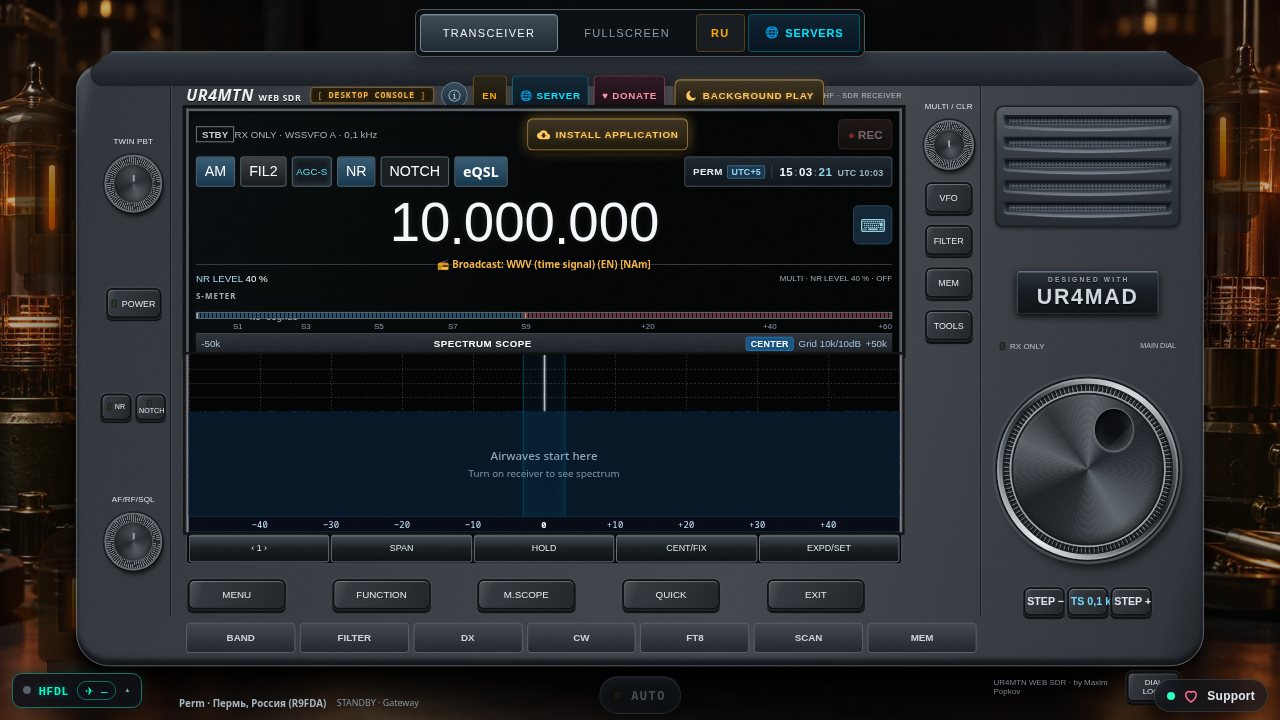 TRANSCEIVER
FULLSCREEN
RU
SERVERS
UR4MTN WEB SDR
[ DESKTOP CONSOLE ]
EN
SERVER
♥ DONATE
BACKGROUND PLAY
HF · SDR RECEIVER
MULTI / CLR
TWIN PBT
STBY RX ONLY · WSSVFO A · 0,1 kHz
INSTALL APPLICATION
REC
AM
FIL2
AGC-S
NR
NOTCH
eQSL
PERM UTC+5 15:03:21 UTC 10:03
10.000.000
Broadcast: WWV (time signal) (EN) [NAm]
NR LEVEL 40 %
MULTI · NR LEVEL 40 % · OFF
S-METER
S1 S3 S5 S7 S9 +20 +40 +60
-50k
SPECTRUM SCOPE
CENTER Grid 10k/10dB +50k
Airwaves start here
Turn on receiver to see spectrum
−40 −30 −20 −10 0 +10 +20 +30 +40
‹ 1 ›
SPAN
HOLD
CENT/FIX
EXPD/SET
MENU
FUNCTION
M.SCOPE
QUICK
EXIT
BAND
FILTER
DX
CW
FT8
SCAN
MEM
POWER
NR
NOTCH
AF/RF/SQL
VFO
FILTER
MEM
TOOLS
DESIGNED WITH
UR4MAD
RX ONLY
MAIN DIAL
STEP −
TS 0,1 k
STEP +
HFDL ✈ —
Perm · Пермь, Россия (R9FDA)
STANDBY · Gateway
AUTO
UR4MTN WEB SDR · by Maxim
Popkov
Support